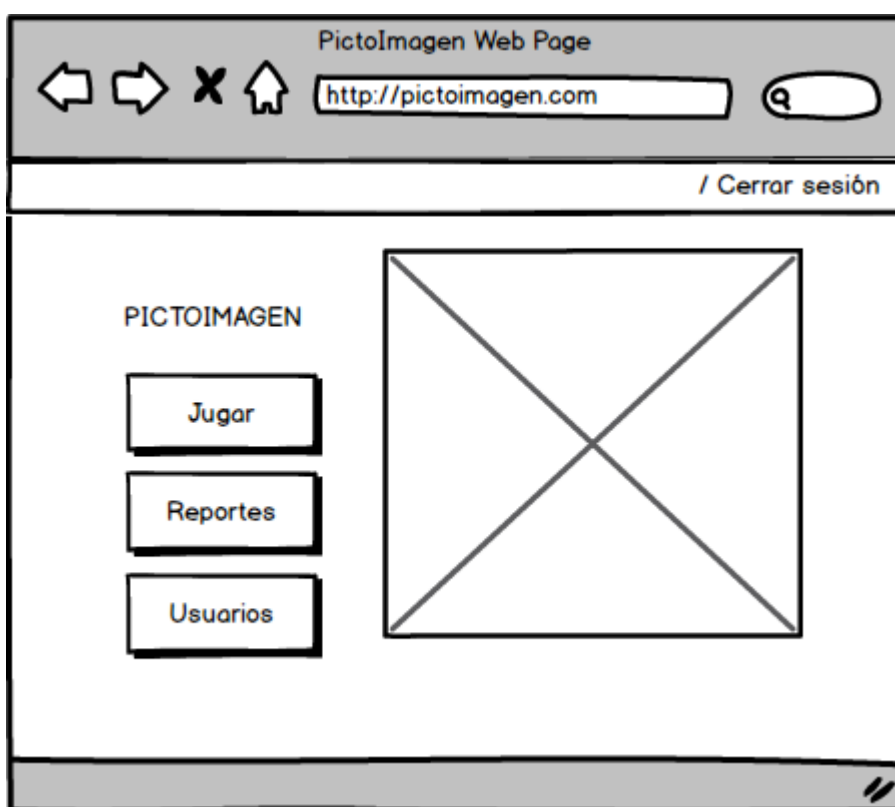 PictoImagen Web Page
http://pictoimagen.com
/ Cerrar sesión
PICTOIMAGEN
Jugar
Reportes
Usuarios